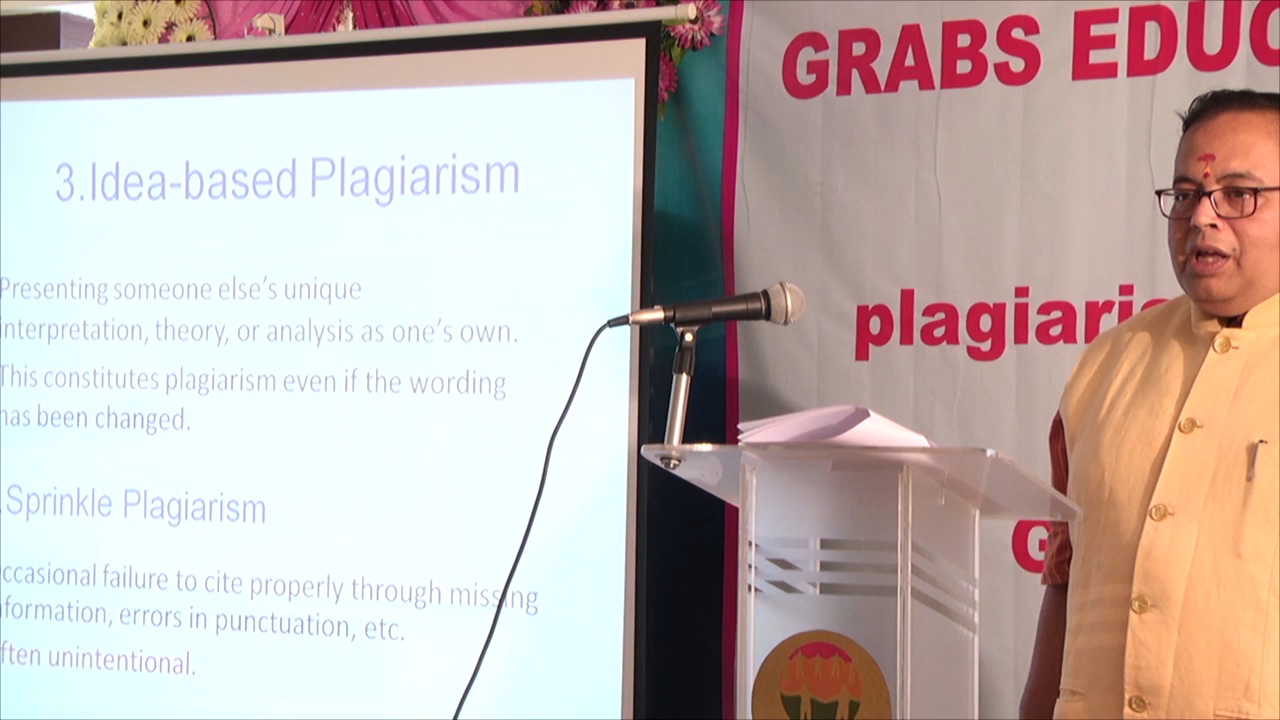 3.Idea-based Plagiarism
Presenting someone else's unique
interpretation, theory, or analysis as one's own.
This constitutes plagiarism even if the wording
has been changed.
.Sprinkle Plagiarism
ccasional failure to cite properly through missing
nformation, errors in punctuation, etc.
ften unintentional.
GRABS EDUC
plagiaris
G